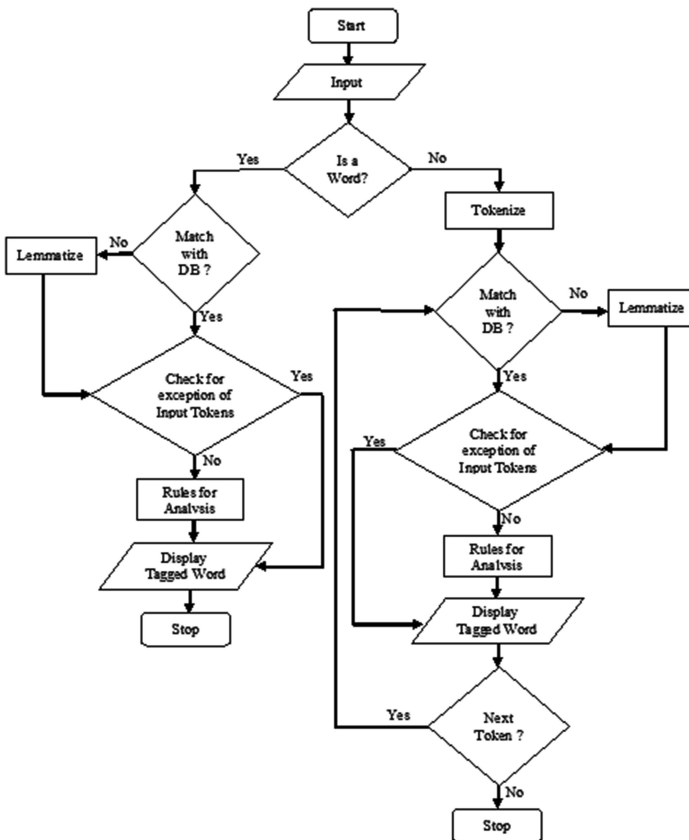 Start
Input
Is a
Word?
Yes
No
Tokenize
Match
with
DB ?
No
Lemmatize
Yes
Check for
exception of
Input Tokens
Yes
No
Rules for
Analysis
Display
Tagged Word
Stop
Match
with
DB ?
No
Lemmatize
Yes
Check for
exception of
Input Tokens
Yes
No
Rules for
Analysis
Display
Tagged Word
Next
Token ?
Yes
No
Stop